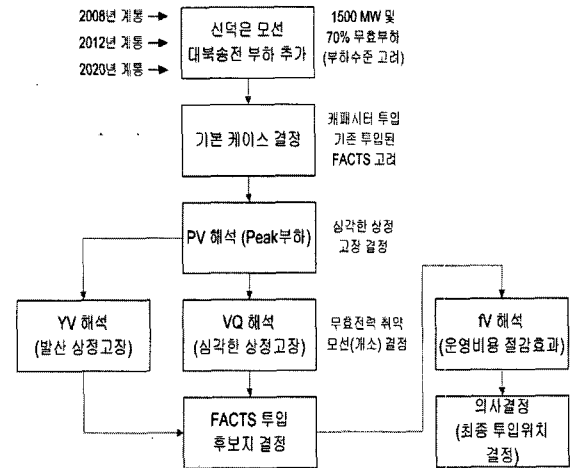 2008년 계통
2012년 계통
2020년 계통
신덕은 모선
대북송전 부하 추가
1500 MW 및
70% 무효부하
(부하수준 고려)
기본 케이스 결정
캐패시터 투입
기존 투입된
FACTS 고려
PV 해석 (Peak부하)
심각한 상정
고장 결정
YV 해석
(발산 상정고장)
VQ 해석
(심각한 상정고장)
무효전력 취약
모선(개소) 결정
fV 해석
(운영비용 절감효과)
FACTS 투입
후보지 결정
의사결정
(최종 투입위치
결정)